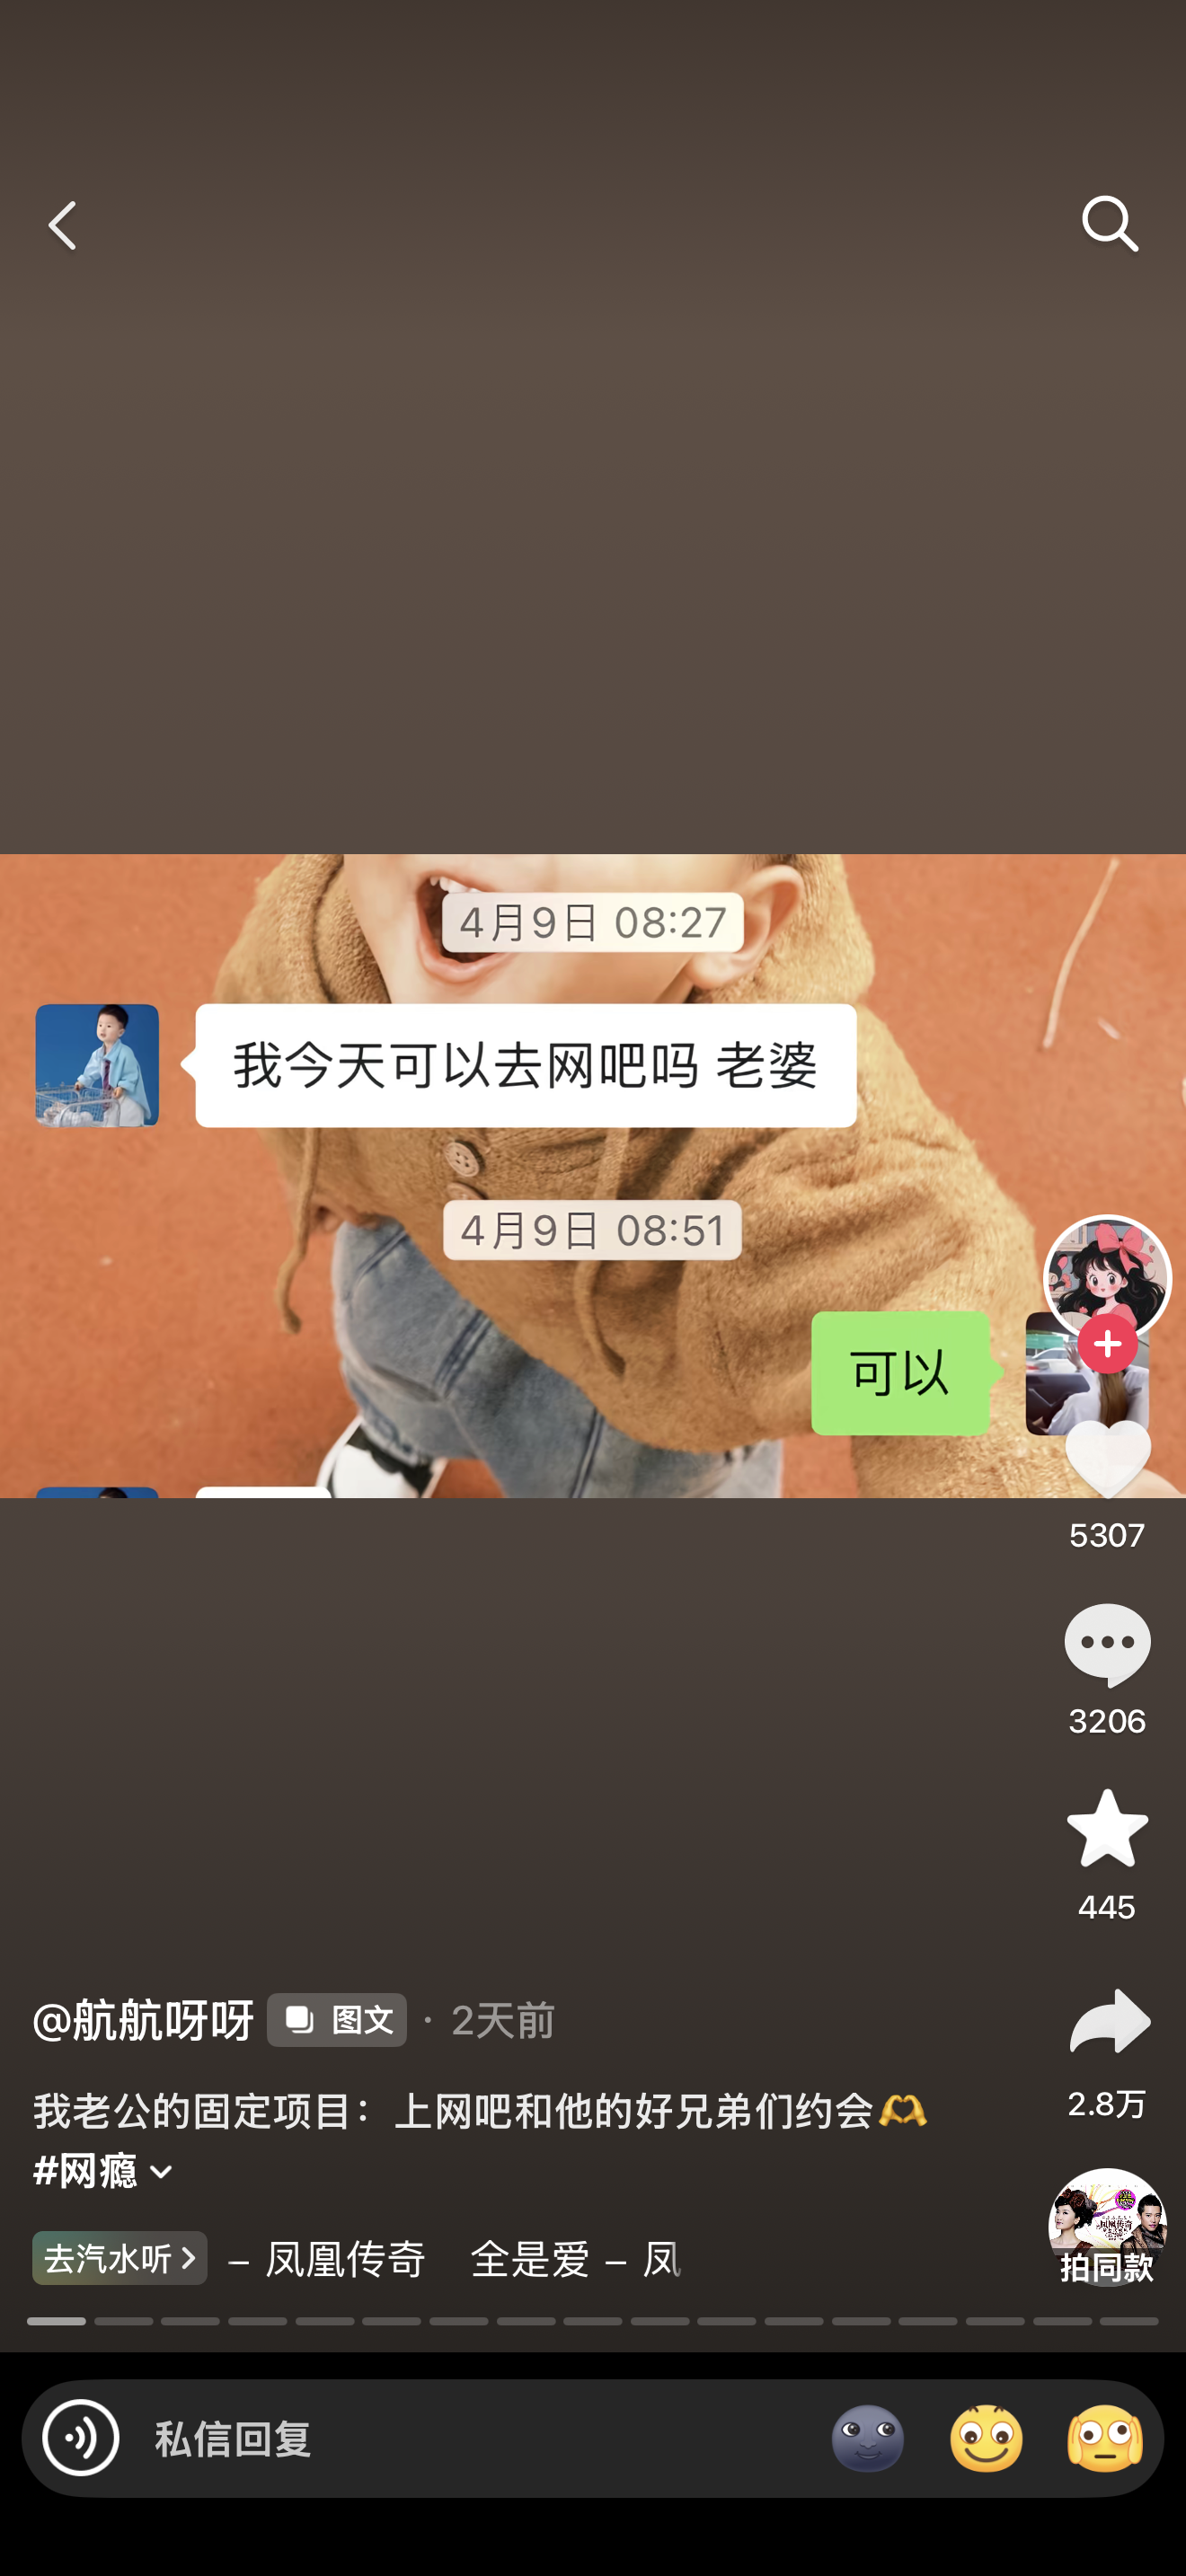 4月9日 08:27
我今天可以去网吧吗 老婆
4月9日 08:51
可以
5307
3206
445
2.8万
@航航呀呀 图文 · 2天前
我老公的固定项目：上网吧和他的好兄弟们约会🫶
#网瘾
去汽水听 – 凤凰传奇 全是爱 – 凤
拍同款
私信回复